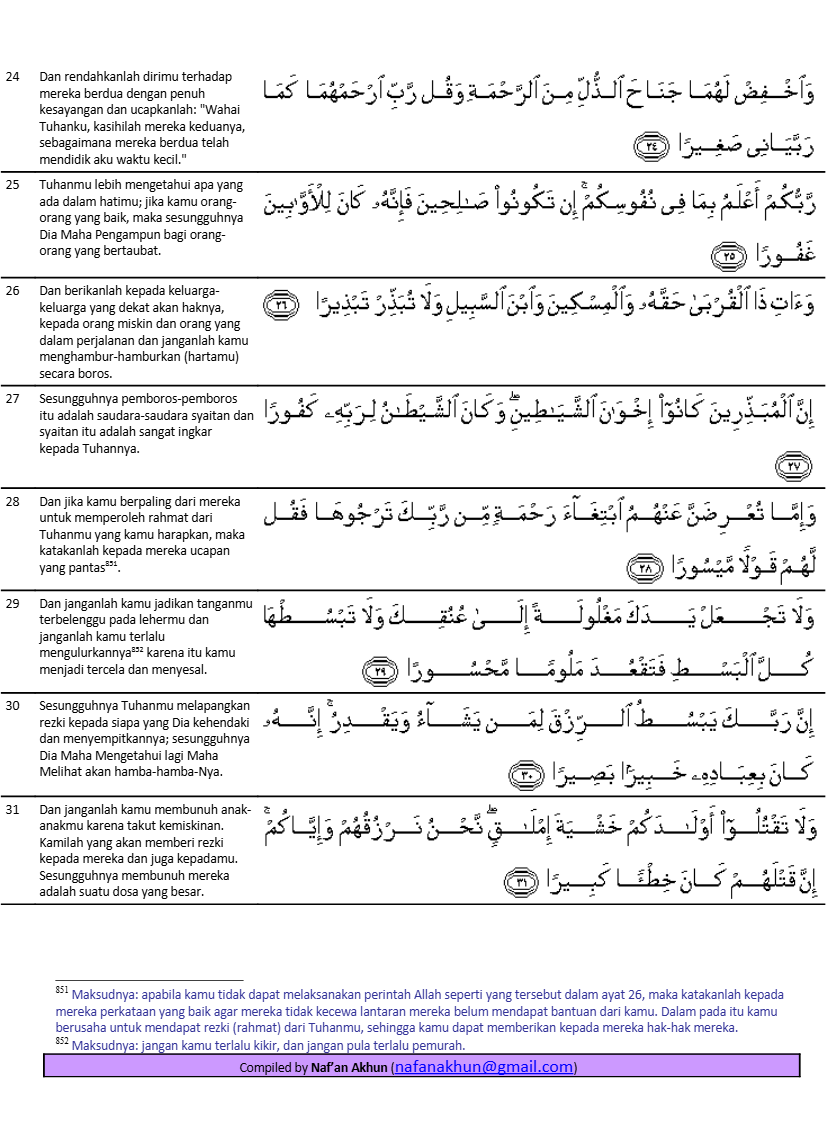 24 Dan rendahkanlah dirimu terhadap
mereka berdua dengan penuh
kesayangan dan ucapkanlah: "Wahai
Tuhanku, kasihilah mereka keduanya,
sebagaimana mereka berdua telah
mendidik aku waktu kecil."
وَٱخْفِضْ لَهُمَا جَنَاحَ ٱلذُّلِّ مِنَ ٱلرَّحْمَةِ وَقُل رَّبِّ ٱرْحَمْهُمَا كَمَا
رَبَّيَانِى صَغِيرًا ٢٤
25 Tuhanmu lebih mengetahui apa yang
ada dalam hatimu; jika kamu orang-
orang yang baik, maka sesungguhnya
Dia Maha Pengampun bagi orang-
orang yang bertaubat.
رَّبُّكُمْ أَعْلَمُ بِمَا فِى نُفُوسِكُمْ ۚ إِن تَكُونُوا۟ صَـٰلِحِينَ فَإِنَّهُۥ كَانَ لِلْأَوَّٰبِينَ
غَفُورًا ٢٥
26 Dan berikanlah kepada keluarga-
keluarga yang dekat akan haknya,
kepada orang miskin dan orang yang
dalam perjalanan dan janganlah kamu
menghambur-hamburkan (hartamu)
secara boros.
وَءَاتِ ذَا ٱلْقُرْبَىٰ حَقَّهُۥ وَٱلْمِسْكِينَ وَٱبْنَ ٱلسَّبِيلِ وَلَا تُبَذِّرْ تَبْذِيرًا ٢٦
27 Sesungguhnya pemboros-pemboros
itu adalah saudara-saudara syaitan dan
syaitan itu adalah sangat ingkar
kepada Tuhannya.
إِنَّ ٱلْمُبَذِّرِينَ كَانُوٓا۟ إِخْوَٰنَ ٱلشَّيَـٰطِينِ ۖ وَكَانَ ٱلشَّيْطَـٰنُ لِرَبِّهِۦ كَفُورًا
٢٧
28 Dan jika kamu berpaling dari mereka
untuk memperoleh rahmat dari
Tuhanmu yang kamu harapkan, maka
katakanlah kepada mereka ucapan
yang pantas851.
وَإِمَّا تُعْرِضَنَّ عَنْهُمُ ٱبْتِغَآءَ رَحْمَةٍ مِّن رَّبِّكَ تَرْجُوهَا فَقُل
لَّهُمْ قَوْلًا مَّيْسُورًا ٢٨
29 Dan janganlah kamu jadikan tanganmu
terbelenggu pada lehermu dan
janganlah kamu terlalu
mengulurkannya852 karena itu kamu
menjadi tercela dan menyesal.
وَلَا تَجْعَلْ يَدَكَ مَغْلُولَةً إِلَىٰ عُنُقِكَ وَلَا تَبْسُطْهَا
كُلَّ ٱلْبَسْطِ فَتَقْعُدَ مَلُومًا مَّحْسُورًا ٢٩
30 Sesungguhnya Tuhanmu melapangkan
rezki kepada siapa yang Dia kehendaki
dan menyempitkannya; sesungguhnya
Dia Maha Mengetahui lagi Maha
Melihat akan hamba-hamba-Nya.
إِنَّ رَبَّكَ يَبْسُطُ ٱلرِّزْقَ لِمَن يَشَآءُ وَيَقْدِرُ ۚ إِنَّهُۥ
كَانَ بِعِبَادِهِۦ خَبِيرًۢا بَصِيرًا ٣٠
31 Dan janganlah kamu membunuh anak-
anakmu karena takut kemiskinan.
Kamilah yang akan memberi rezki
kepada mereka dan juga kepadamu.
Sesungguhnya membunuh mereka
adalah suatu dosa yang besar.
وَلَا تَقْتُلُوٓا۟ أَوْلَـٰدَكُمْ خَشْيَةَ إِمْلَـٰقٍ ۖ نَّحْنُ نَرْزُقُهُمْ وَإِيَّاكُمْ ۚ
إِنَّ قَتْلَهُمْ كَانَ خِطْـًٔا كَبِيرًا ٣١
851 Maksudnya: apabila kamu tidak dapat melaksanakan perintah Allah seperti yang tersebut dalam ayat 26, maka katakanlah kepada
mereka perkataan yang baik agar mereka tidak kecewa lantaran mereka belum mendapat bantuan dari kamu. Dalam pada itu kamu
berusaha untuk mendapat rezki (rahmat) dari Tuhanmu, sehingga kamu dapat memberikan kepada mereka hak-hak mereka.
852 Maksudnya: jangan kamu terlalu kikir, dan jangan pula terlalu pemurah.
Compiled by Naf'an Akhun (nafanakhun@gmail.com)